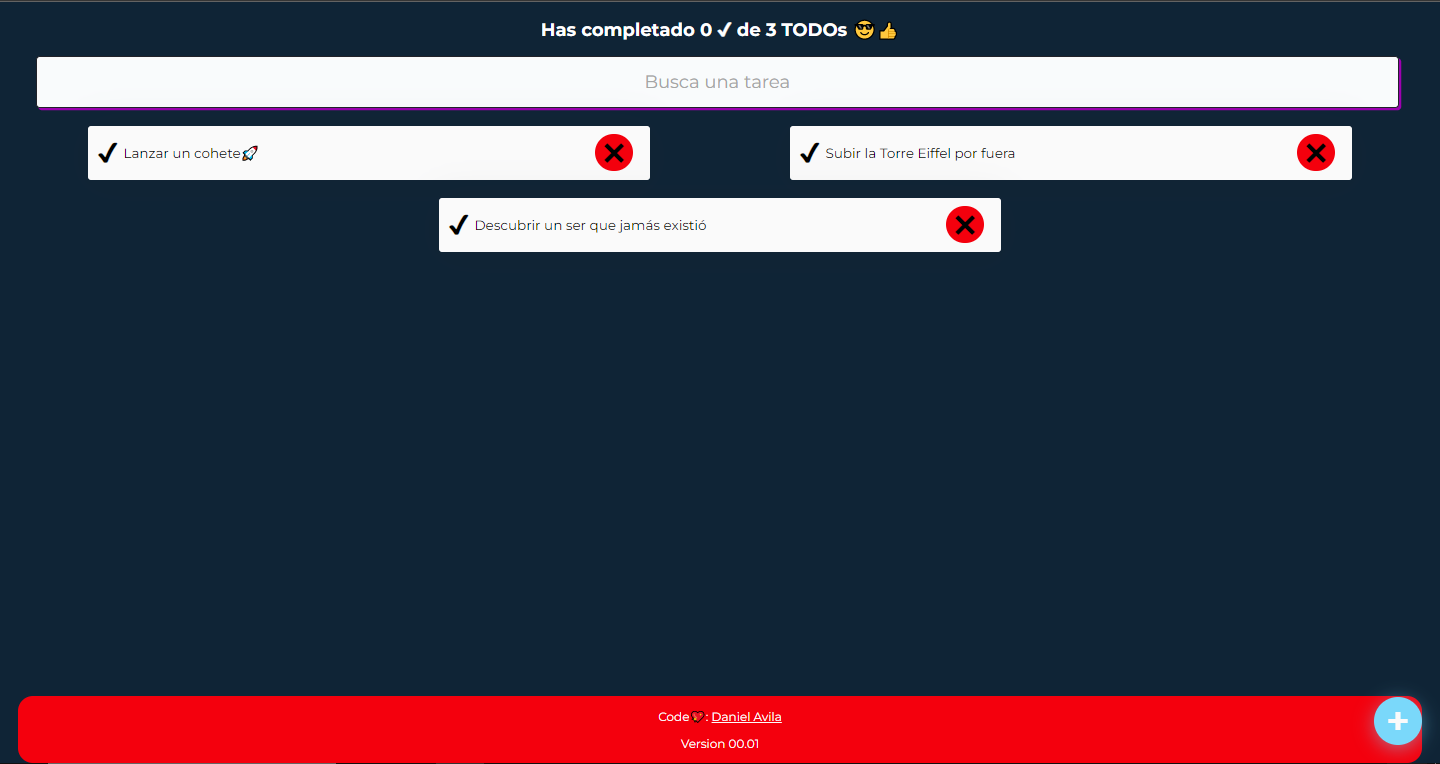 Has completado 0 ✔ de 3 TODOs 😎👍
Busca una tarea
✔ Lanzar un cohete🚀
Subir la Torre Eiffel por fuera
Descubrir un ser que jamás existió
Code💖: Daniel Avila
Version 00.01